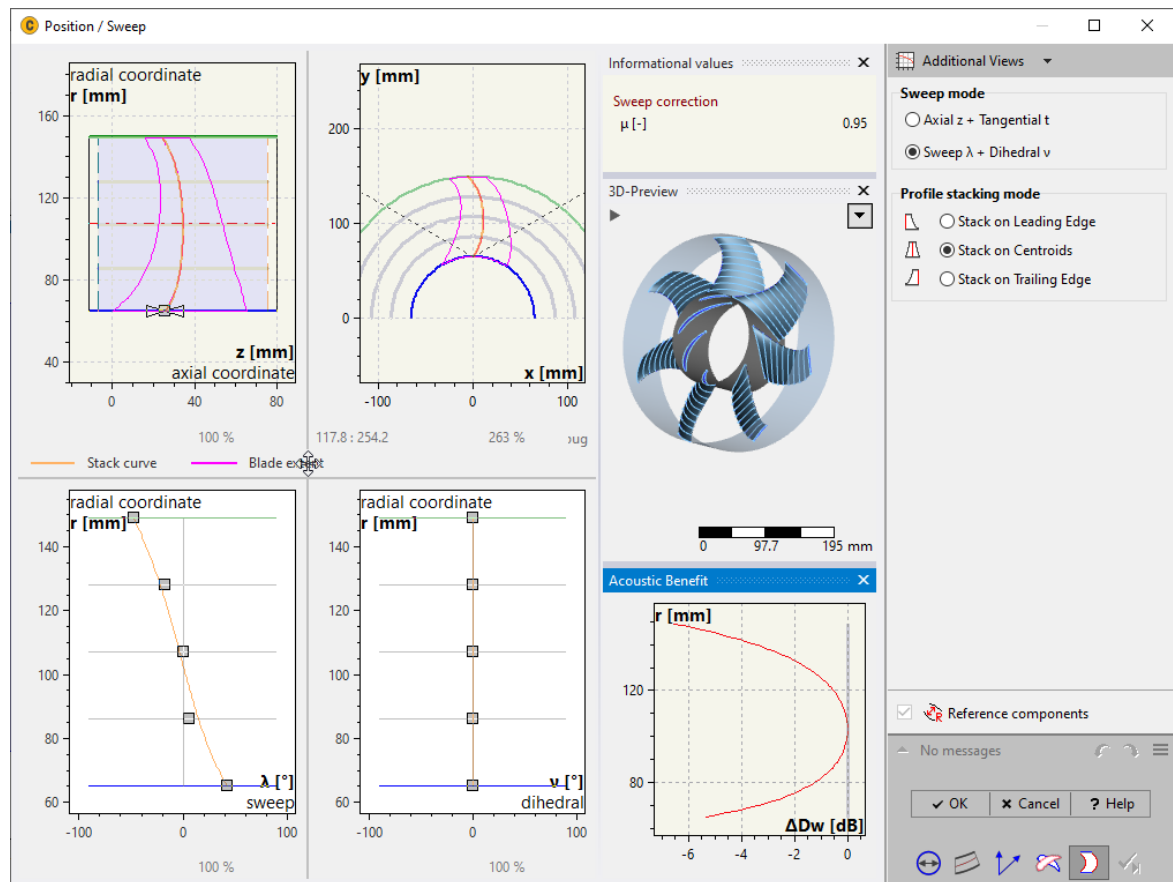 Position / Sweep
radial coordinate
r [mm]
160
120
80
40
z [mm]
axial coordinate
0
40
80
100 %
y [mm]
200
100
0
x [mm]
-100
0
100
117.8 : 254.2
263 %
Stack curve
Blade extent
radial coordinate
r [mm]
140
120
100
80
60
λ [°]
sweep
-100
0
100
100 %
radial coordinate
r [mm]
140
120
100
80
60
ν [°]
dihedral
-100
0
100
100 %
Informational values
Sweep correction
μ [-] 0.95
3D-Preview
0 97.7 195 mm
Acoustic Benefit
r [mm]
120
80
ΔDw [dB]
-6
-4
-2
0
Additional Views
Sweep mode
Axial z + Tangential t
Sweep λ + Dihedral ν
Profile stacking mode
Stack on Leading Edge
Stack on Centroids
Stack on Trailing Edge
Reference components
No messages
OK
Cancel
? Help